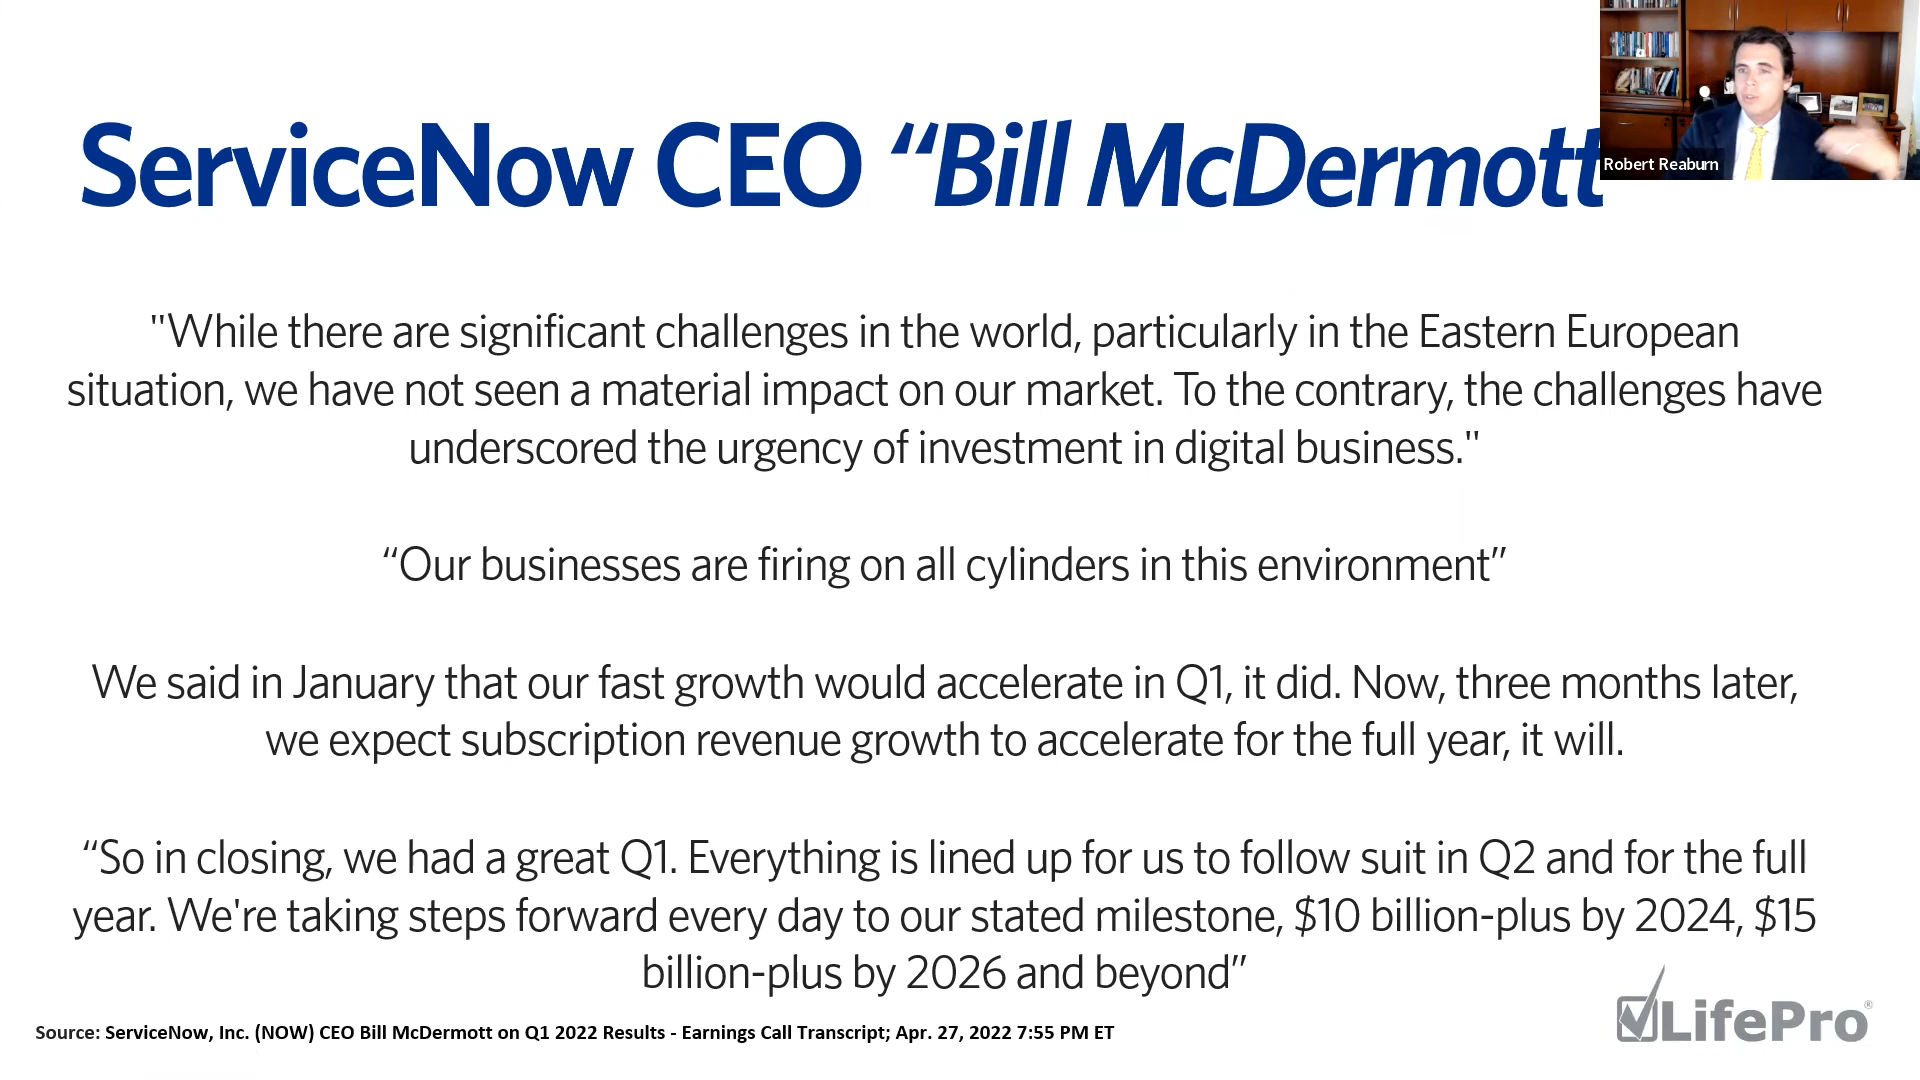 ServiceNow CEO “Bill McDermott
Robert Reaburn
"While there are significant challenges in the world, particularly in the Eastern European
situation, we have not seen a material impact on our market. To the contrary, the challenges have
underscored the urgency of investment in digital business."
“Our businesses are firing on all cylinders in this environment”
We said in January that our fast growth would accelerate in Q1, it did. Now, three months later,
we expect subscription revenue growth to accelerate for the full year, it will.
“So in closing, we had a great Q1. Everything is lined up for us to follow suit in Q2 and for the full
year. We're taking steps forward every day to our stated milestone, $10 billion-plus by 2024, $15
billion-plus by 2026 and beyond”
Source: ServiceNow, Inc. (NOW) CEO Bill McDermott on Q1 2022 Results - Earnings Call Transcript; Apr. 27, 2022 7:55 PM ET
LifePro®